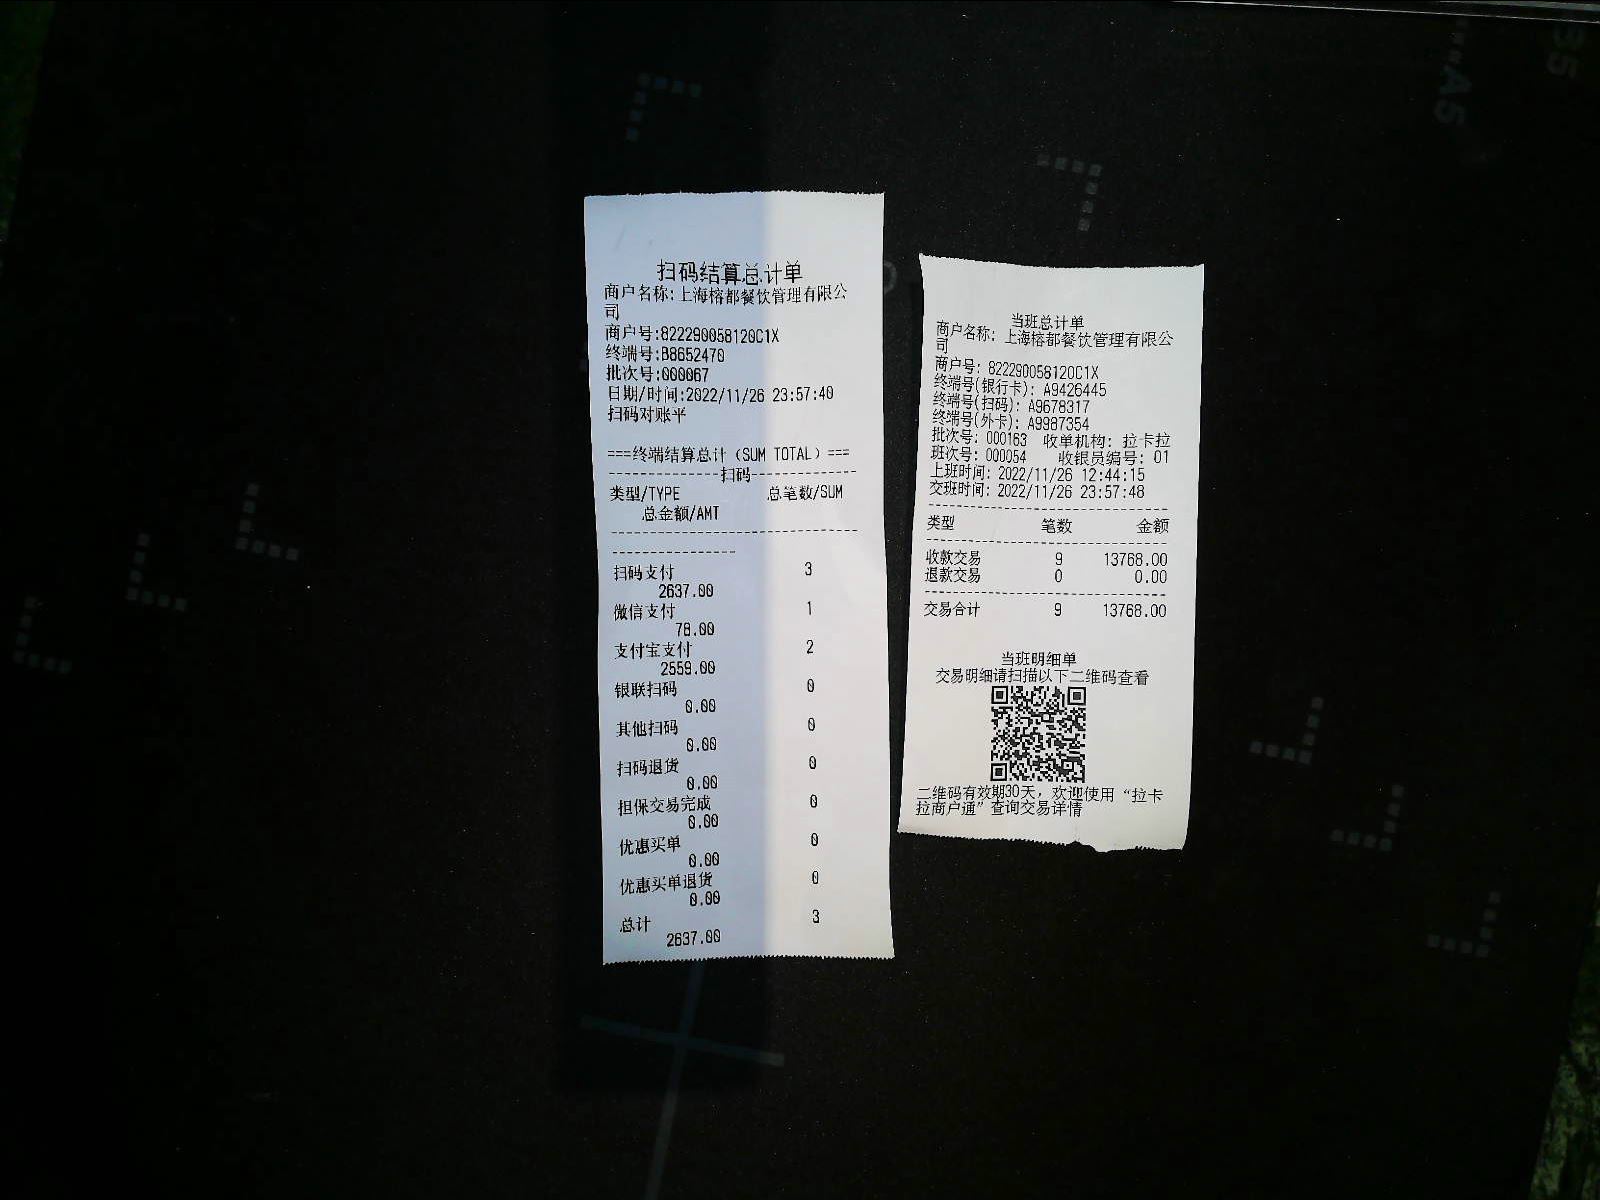 扫码结算总计单
商户名称:上海榕都餐饮管理有限公
司
商户号:822290058120C1X
终端号:B8652470
批次号:000067
日期/时间:2022/11/26 23:57:40
扫码对账平
===终端结算总计(SUM TOTAL)===
---------------扫码---------------
类型/TYPE 总笔数/SUM
总金额/AMT
扫码支付 3
2637.00
微信支付 1
78.00
支付宝支付 2
2559.00
银联扫码 0
0.00
其他扫码 0
0.00
扫码退货 0
0.00
担保交易完成 0
0.00
优惠买单 0
0.00
优惠买单退货 0
0.00
总计 3
2637.00
当班总计单
商户名称: 上海榕都餐饮管理有限公
司
商户号: 822290058120C1X
终端号(银行卡): A9426445
终端号(扫码): A9678317
终端号(外卡): A9987354
批次号: 000163 收单机构: 拉卡拉
班次号: 000054 收银员编号: 01
上班时间: 2022/11/26 12:44:15
交班时间: 2022/11/26 23:57:48
类型 笔数 金额
收款交易 9 13768.00
退款交易 0 0.00
交易合计 9 13768.00
当班明细单
交易明细请扫描以下二维码查看
二维码有效期30天，欢迎使用“拉卡
拉商户通”查询交易详情
A5
B5